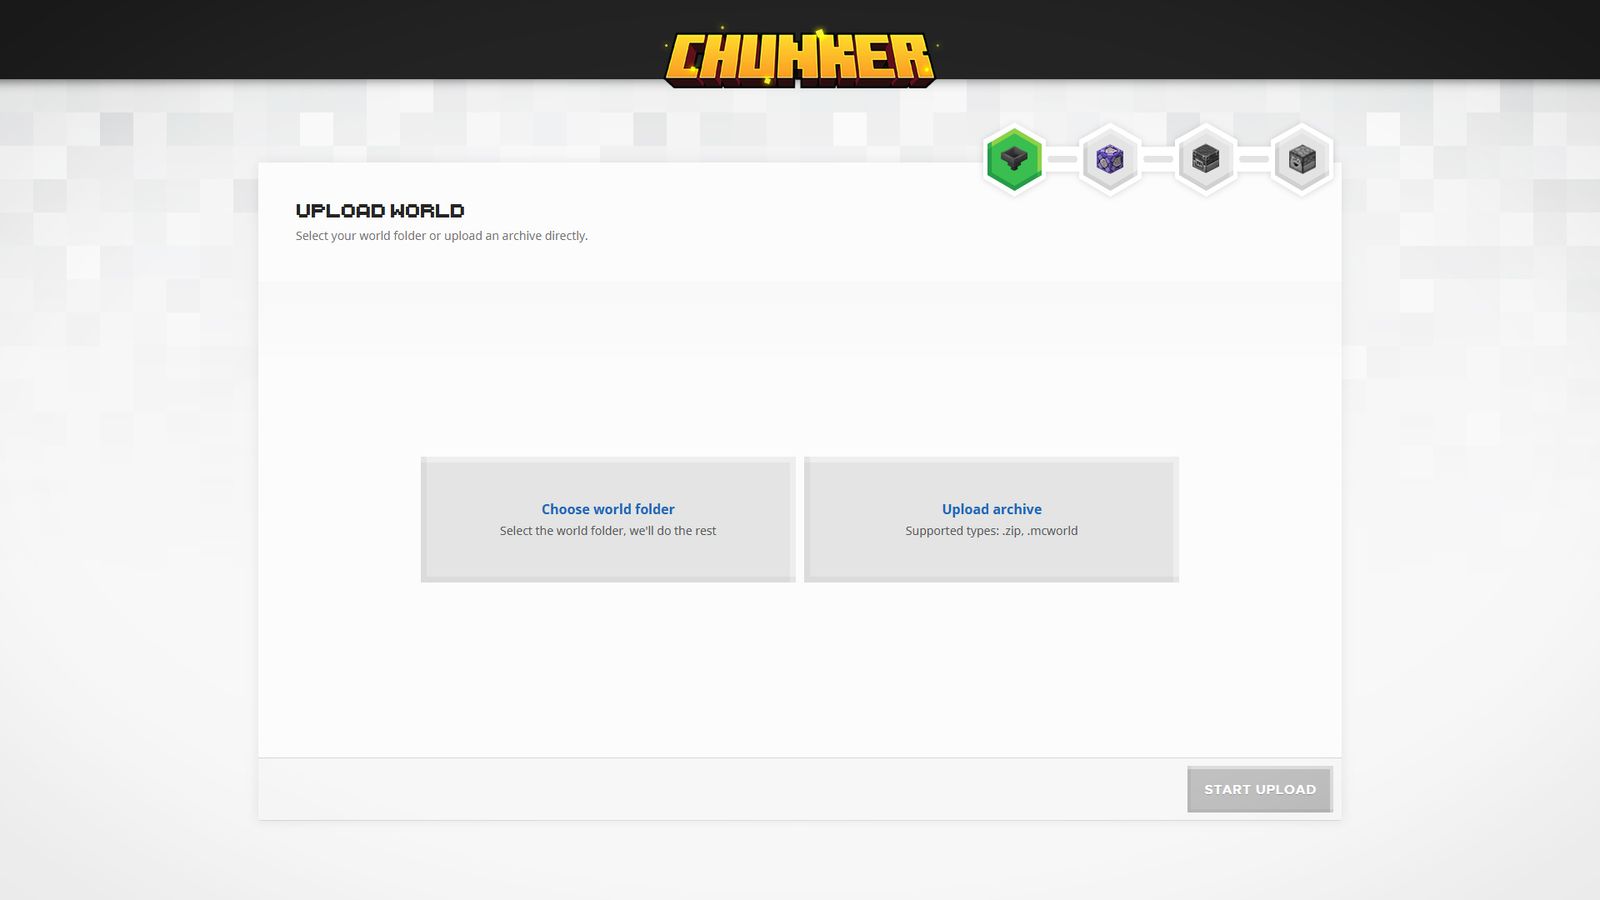 CHUNKER
UPLOAD WORLD
Select your world folder or upload an archive directly.
Choose world folder
Select the world folder, we'll do the rest
Upload archive
Supported types: .zip, .mcworld
START UPLOAD